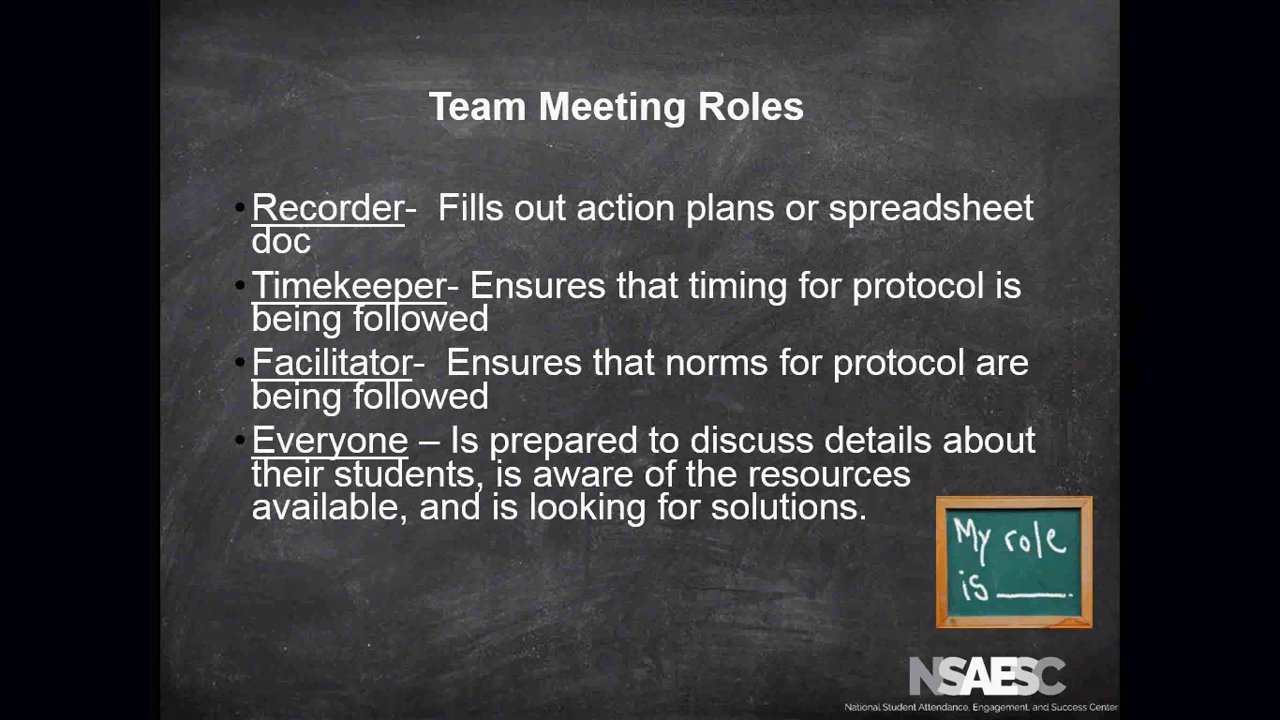 Team Meeting Roles
• Recorder-  Fills out action plans or spreadsheet
doc
• Timekeeper- Ensures that timing for protocol is
being followed
• Facilitator-  Ensures that norms for protocol are
being followed
• Everyone – Is prepared to discuss details about
their students, is aware of the resources
available, and is looking for solutions.
My role
is ____.
NSAESC
National Student Attendance, Engagement, and Success Center